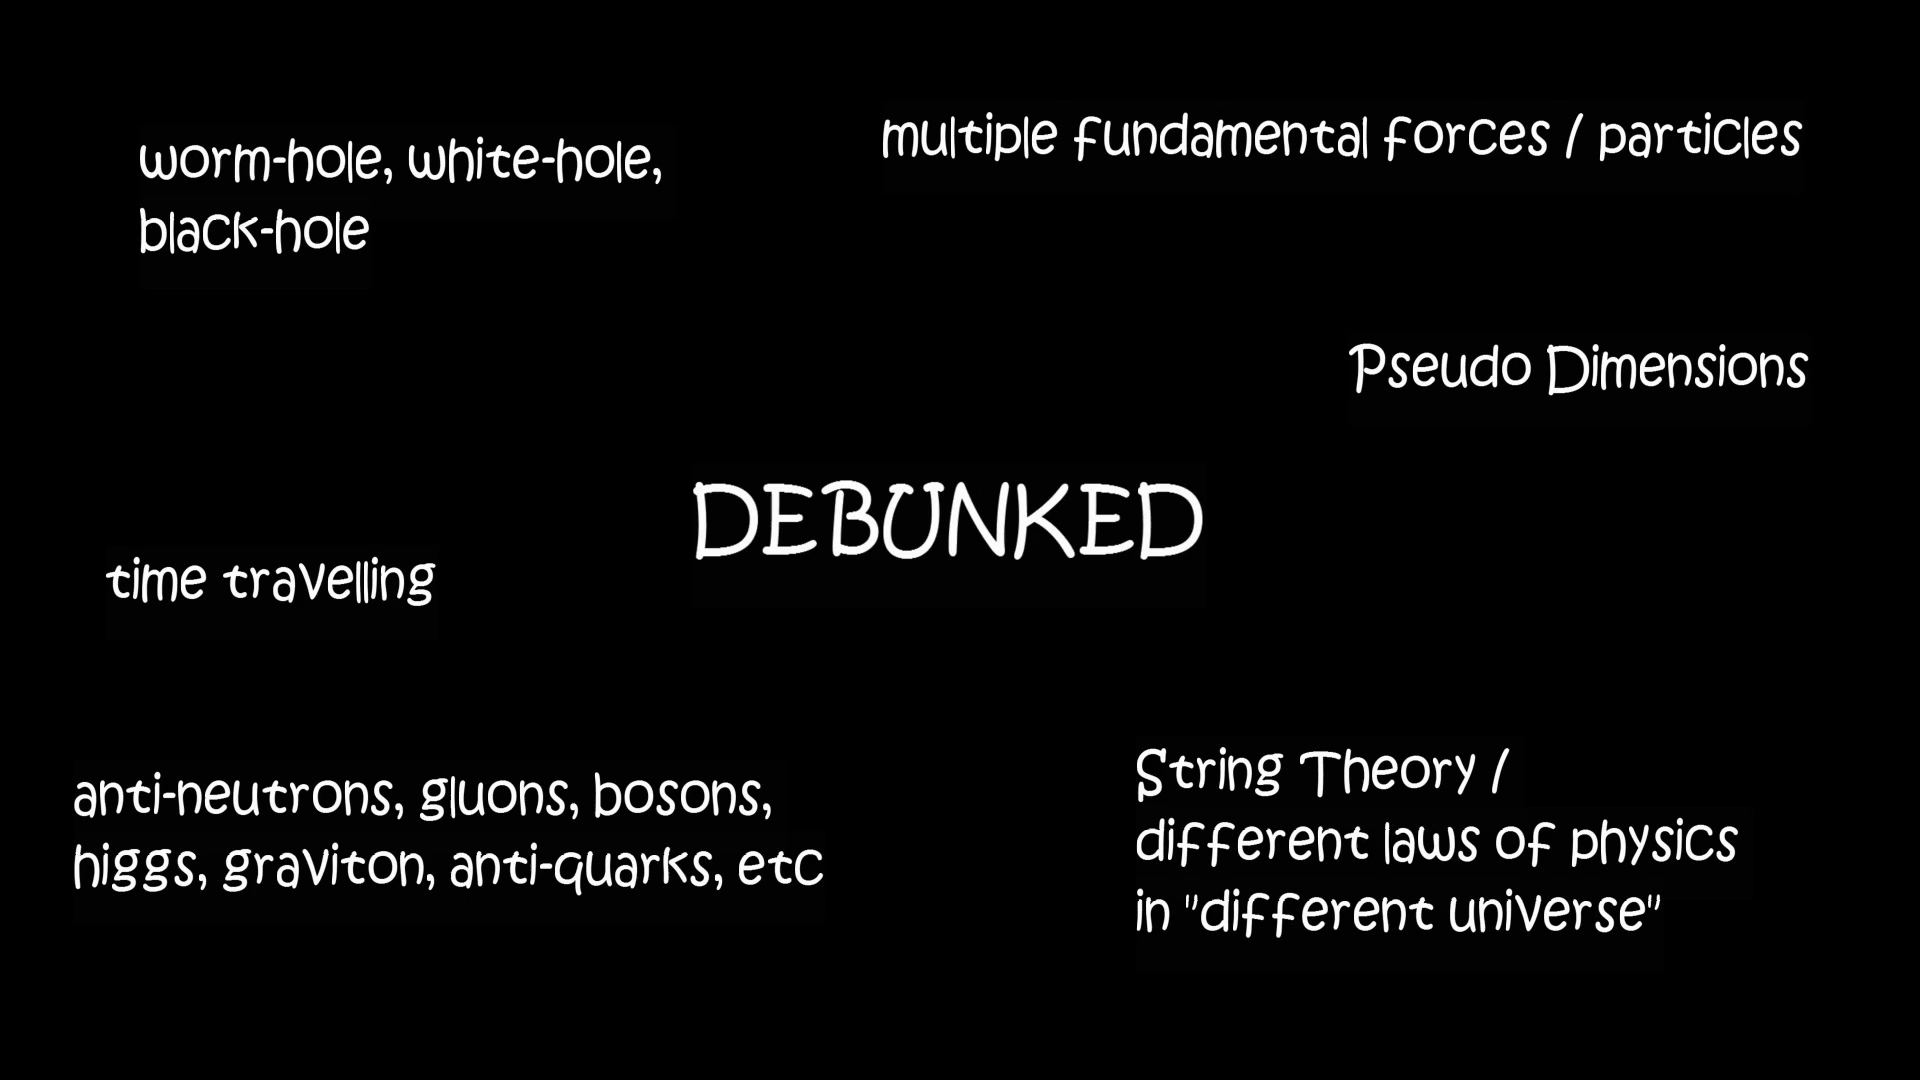 worm-hole, white-hole,
black-hole
multiple fundamental forces / particles
Pseudo Dimensions
DEBUNKED
time travelling
anti-neutrons, gluons, bosons,
higgs, graviton, anti-quarks, etc
String Theory /
different laws of physics
in "different universe"